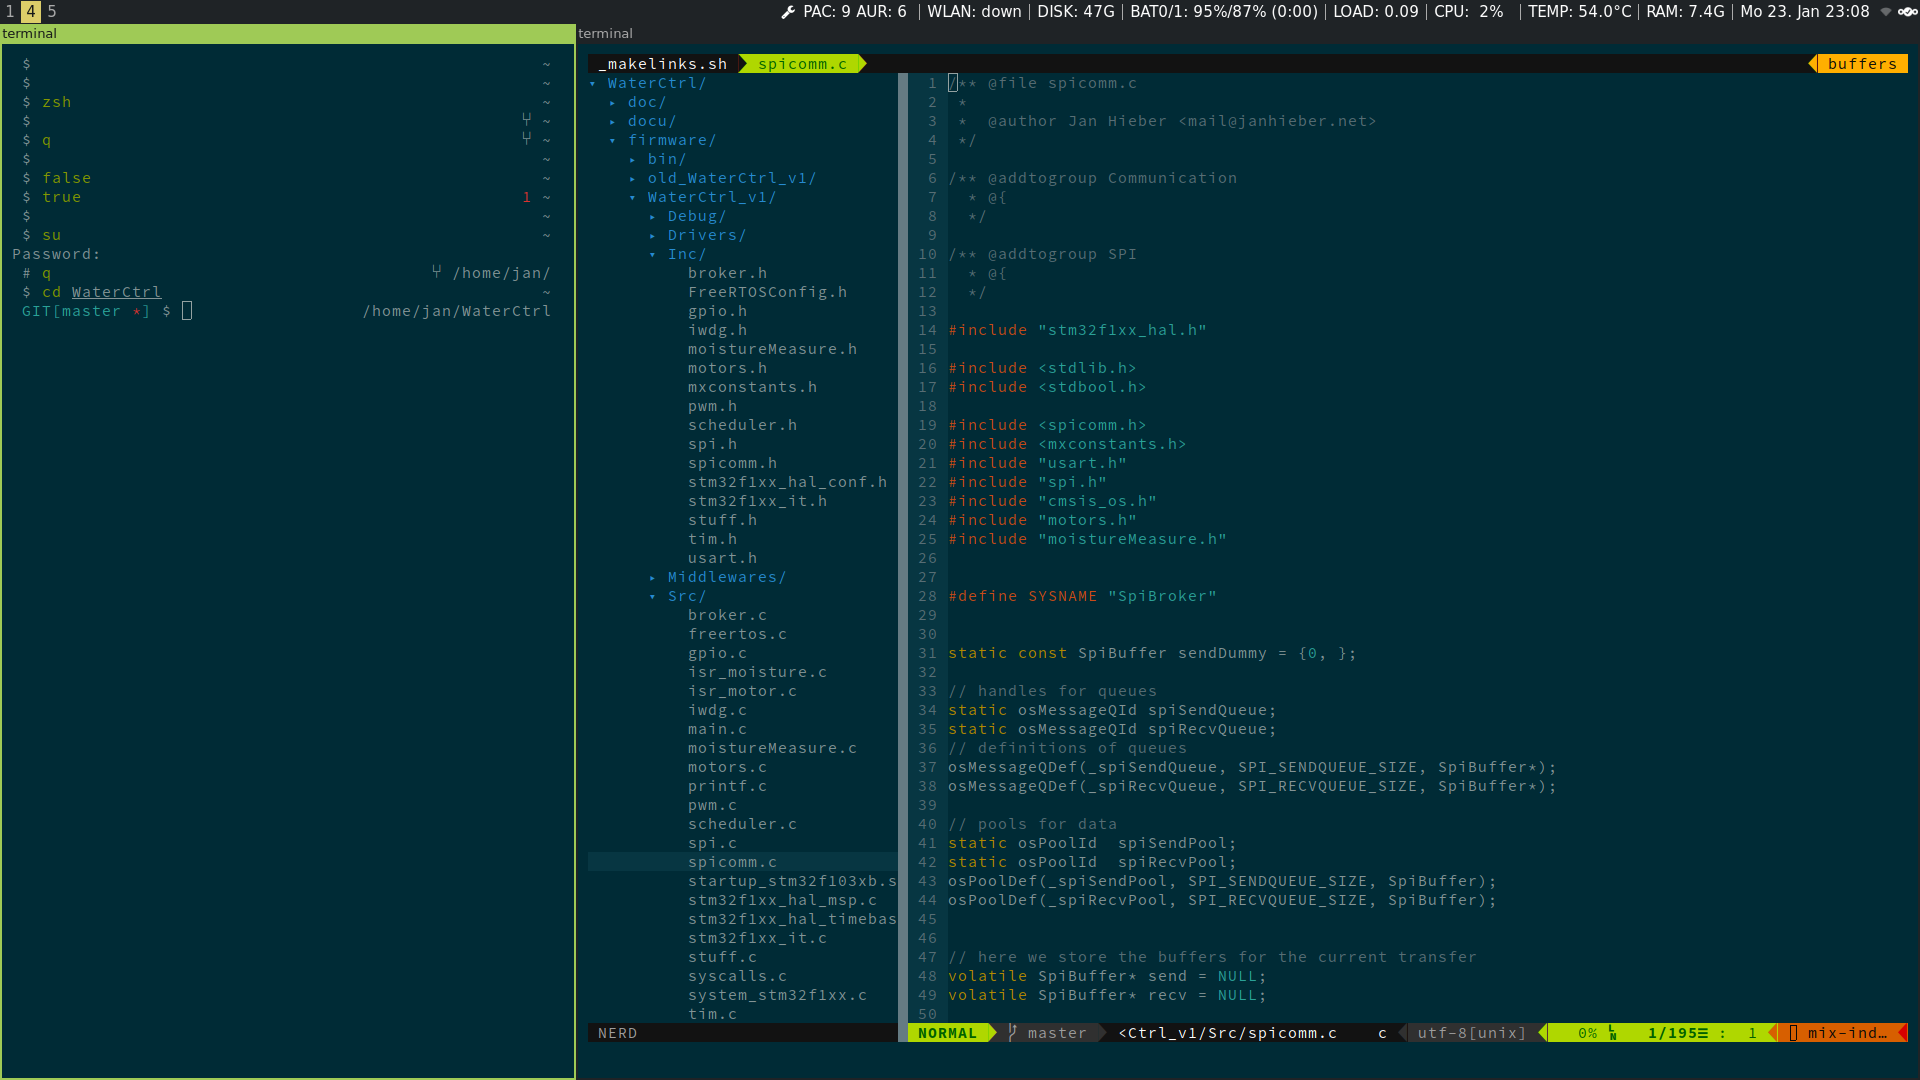 1 4 5 PAC: 9 AUR: 6 | WLAN: down | DISK: 47G | BAT0/1: 95%/87% (0:00) | LOAD: 0.09 | CPU: 2% | TEMP: 54.0°C | RAM: 7.4G | Mo 23. Jan 23:08
terminal
$ ~
$ ~
$ zsh ~
$ ~
$ q ~
$ ~
$ false ~
$ true 1 ~
$ ~
$ su ~
Password:
# q /home/jan/
$ cd WaterCtrl ~
GIT[master *] $ /home/jan/WaterCtrl
terminal
_makelinks.sh spicomm.c buffers
▾ WaterCtrl/
▸ doc/
▸ docu/
▾ firmware/
▸ bin/
▸ old_WaterCtrl_v1/
▾ WaterCtrl_v1/
▸ Debug/
▸ Drivers/
▾ Inc/
broker.h
FreeRTOSConfig.h
gpio.h
iwdg.h
moistureMeasure.h
motors.h
mxconstants.h
pwm.h
scheduler.h
spi.h
spicomm.h
stm32f1xx_hal_conf.h
stm32f1xx_it.h
stuff.h
tim.h
usart.h
▸ Middlewares/
▾ Src/
broker.c
freertos.c
gpio.c
isr_moisture.c
isr_motor.c
iwdg.c
main.c
moistureMeasure.c
motors.c
printf.c
pwm.c
scheduler.c
spi.c
spicomm.c
startup_stm32f103xb.s
stm32f1xx_hal_msp.c
stm32f1xx_hal_timebas
stm32f1xx_it.c
stuff.c
syscalls.c
system_stm32f1xx.c
tim.c
NERD
1 /** @file spicomm.c
2  *
3  *  @author Jan Hieber <mail@janhieber.net>
4  */
5
6 /** @addtogroup Communication
7   * @{
8   */
9
10 /** @addtogroup SPI
11   * @{
12   */
13
14 #include "stm32f1xx_hal.h"
15
16 #include <stdlib.h>
17 #include <stdbool.h>
18
19 #include <spicomm.h>
20 #include <mxconstants.h>
21 #include "usart.h"
22 #include "spi.h"
23 #include "cmsis_os.h"
24 #include "motors.h"
25 #include "moistureMeasure.h"
26
27
28 #define SYSNAME "SpiBroker"
29
30
31 static const SpiBuffer sendDummy = {0, };
32
33 // handles for queues
34 static osMessageQId spiSendQueue;
35 static osMessageQId spiRecvQueue;
36 // definitions of queues
37 osMessageQDef(_spiSendQueue, SPI_SENDQUEUE_SIZE, SpiBuffer*);
38 osMessageQDef(_spiRecvQueue, SPI_RECVQUEUE_SIZE, SpiBuffer*);
39
40 // pools for data
41 static osPoolId  spiSendPool;
42 static osPoolId  spiRecvPool;
43 osPoolDef(_spiSendPool, SPI_SENDQUEUE_SIZE, SpiBuffer);
44 osPoolDef(_spiRecvPool, SPI_RECVQUEUE_SIZE, SpiBuffer);
45
46
47 // here we store the buffers for the current transfer
48 volatile SpiBuffer* send = NULL;
49 volatile SpiBuffer* recv = NULL;
50
NORMAL master <Ctrl_v1/Src/spicomm.c c utf-8[unix] 0% LN 1/195☰ : 1 mix-ind…